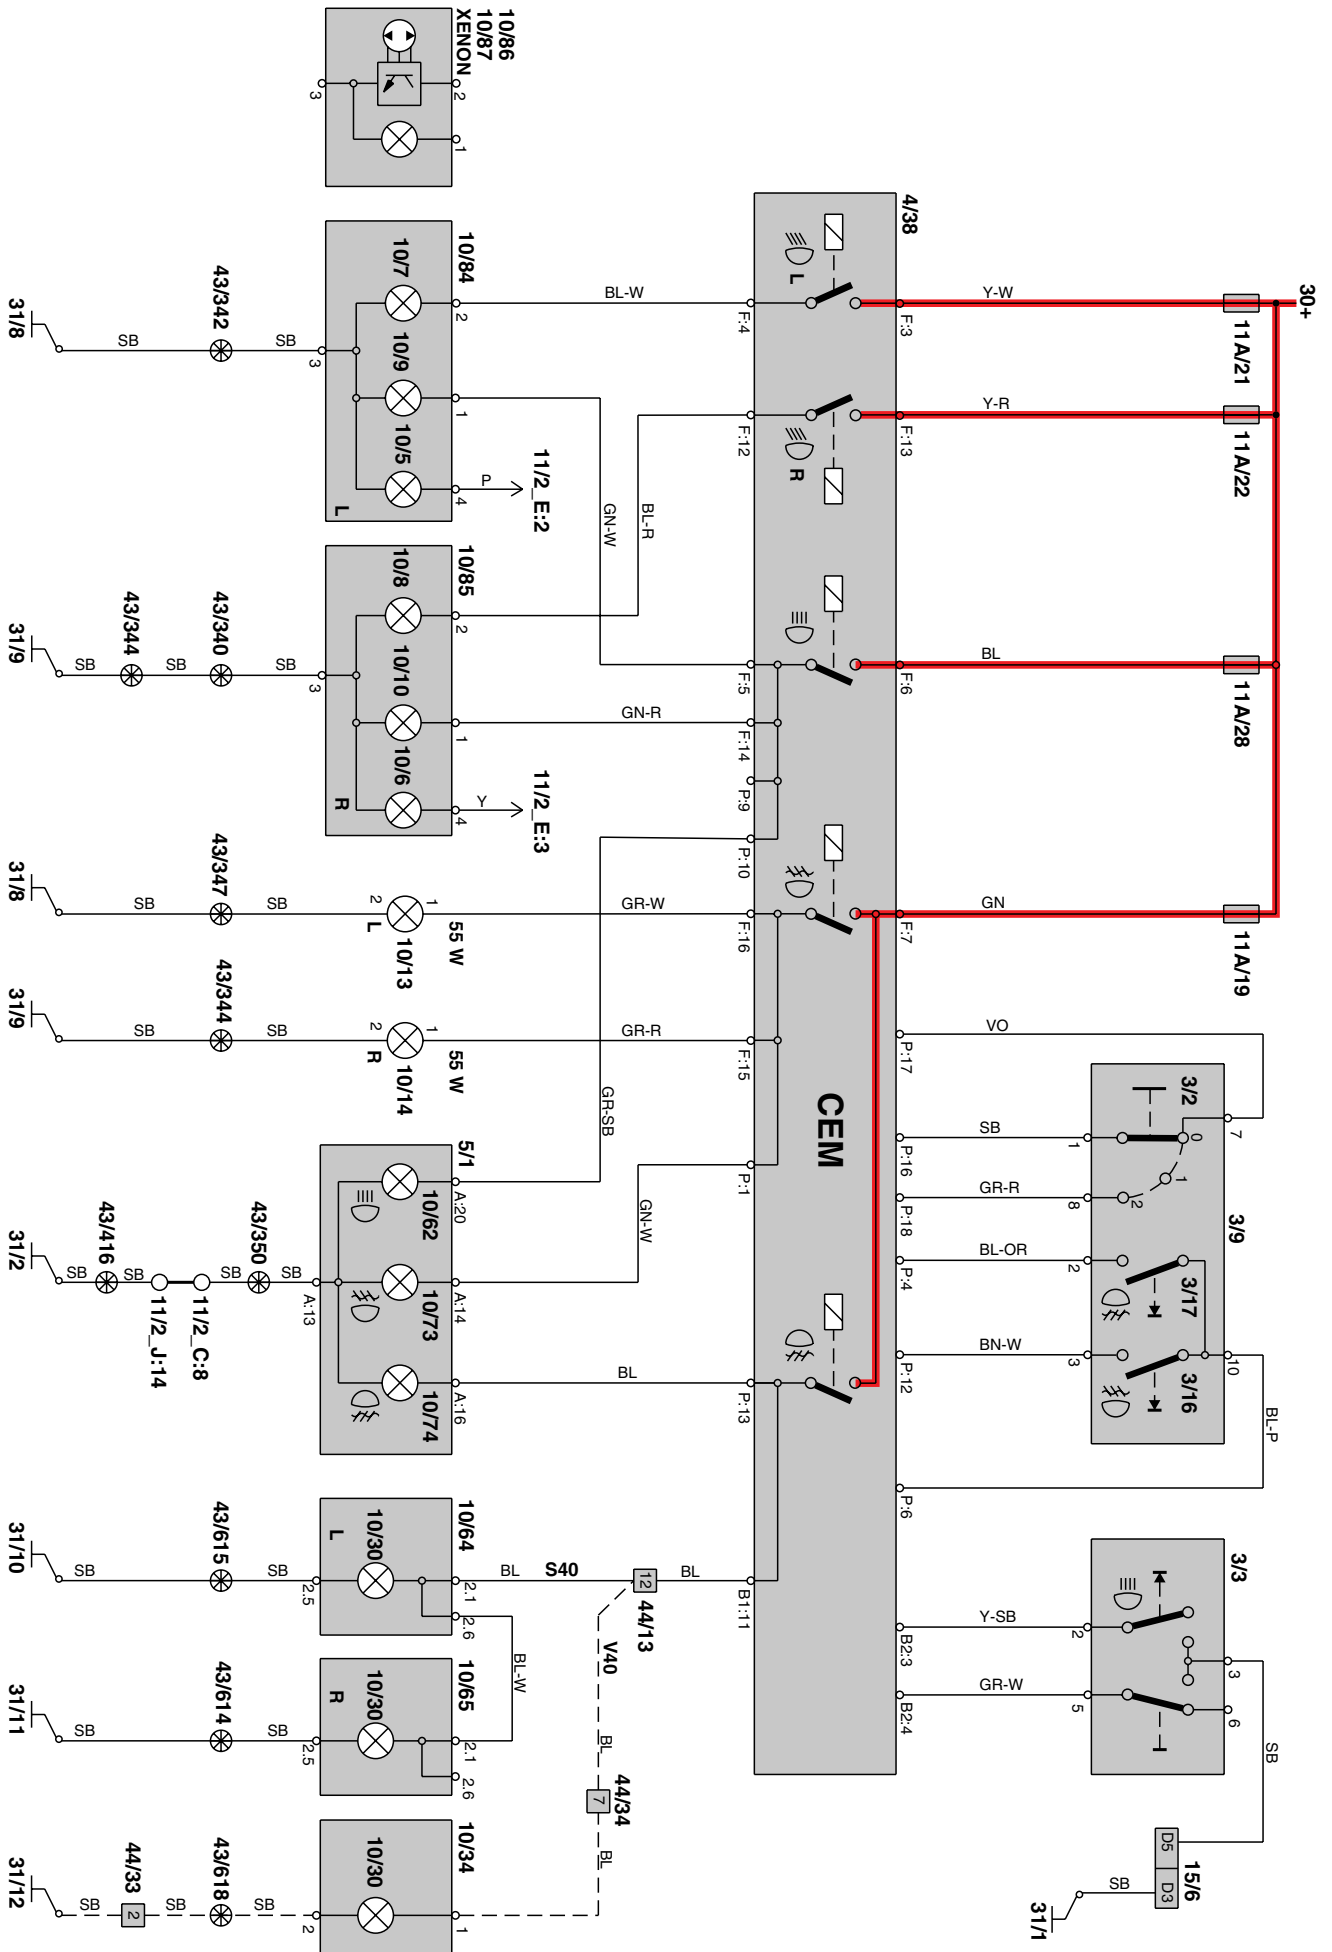 30+
11A/21
11A/22
11A/28
11A/19
Y-W
Y-R
BL
GN
F:3
F:13
F:6
F:7
4/38
L
R
CEM
F:4
F:12
F:5
F:14
P:9
P:10
F:16
F:15
P:1
P:13
B1:11
P:17
P:16
P:18
P:4
P:12
P:6
B2:3
B2:4
VO
SB
GR-R
BL-OR
BN-W
BL-P
Y-SB
GR-W
SB
3/2
3/9
3/17
3/16
7
0
1
2
1
8
2
3
10
3/3
2
5
3
6
D5
D3
15/6
SB
31/1
10/86
10/87
XENON
2
1
3
BL-W
BL-R
GN-W
GN-R
GR-W
GR-R
GR-SB
GN-W
BL
BL
10/84
10/7
10/9
10/5
2
1
4
3
L
P
11/2_E:2
10/85
10/8
10/10
10/6
2
1
4
3
R
Y
11/2_E:3
55 W
1
2
L
10/13
55 W
1
2
R
10/14
5/1
10/62
10/73
10/74
A:20
A:14
A:16
A:13
12
44/13
S40
BL
V40
BL
7
44/34
BL
10/64
10/30
L
2.1
2.6
2.5
BL-W
10/65
10/30
R
2.1
2.6
2.5
10/34
10/30
1
2
SB
43/342
SB
31/8
SB
43/340
SB
43/344
SB
31/9
SB
43/347
SB
31/8
SB
43/344
SB
31/9
SB
43/350
SB
11/2_C:8
11/2_J:14
SB
43/416
SB
31/2
SB
43/615
SB
31/10
SB
43/614
SB
31/11
SB
43/618
SB
2
44/33
SB
31/12